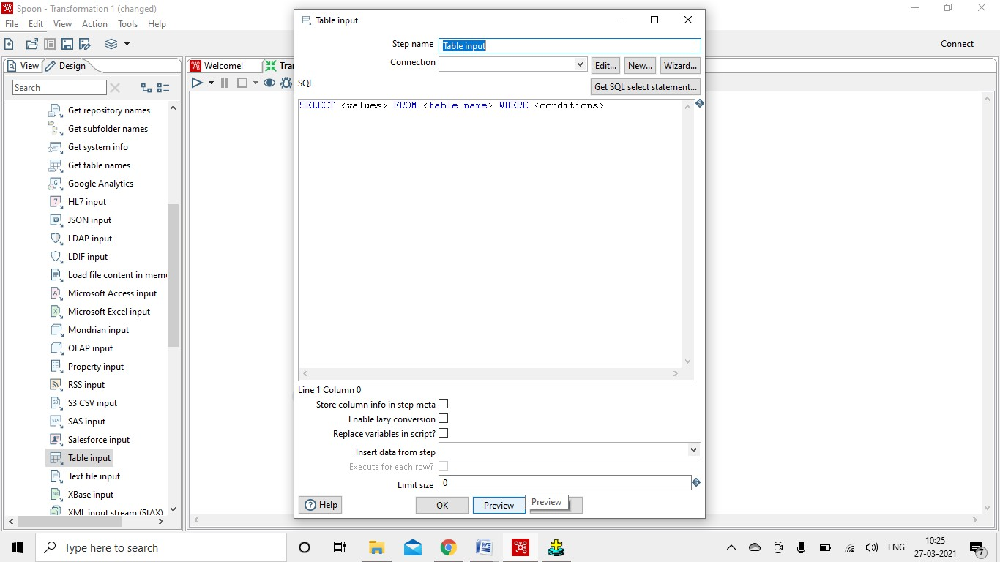 Spoon - Transformation 1 (changed)
File Edit View Action Tools Help
Connect
View Design
Search
Get repository names
Get subfolder names
Get system info
Get table names
Google Analytics
HL7 input
JSON input
LDAP input
LDIF input
Load file content in mem
Microsoft Access input
Microsoft Excel input
Mondrian input
OLAP input
Property input
RSS input
S3 CSV input
SAS input
Salesforce input
Table input
Text file input
XBase input
XML input stream (StAX)
Welcome! Tra
Table input
Step name Table input
Connection Edit... New... Wizard...
SQL Get SQL select statement...
SELECT <values> FROM <table name> WHERE <conditions>
Line 1 Column 0
Store column info in step meta
Enable lazy conversion
Replace variables in script?
Insert data from step
Execute for each row?
Limit size 0
Help OK Preview Preview
Type here to search
ENG 10:25
27-03-2021 7